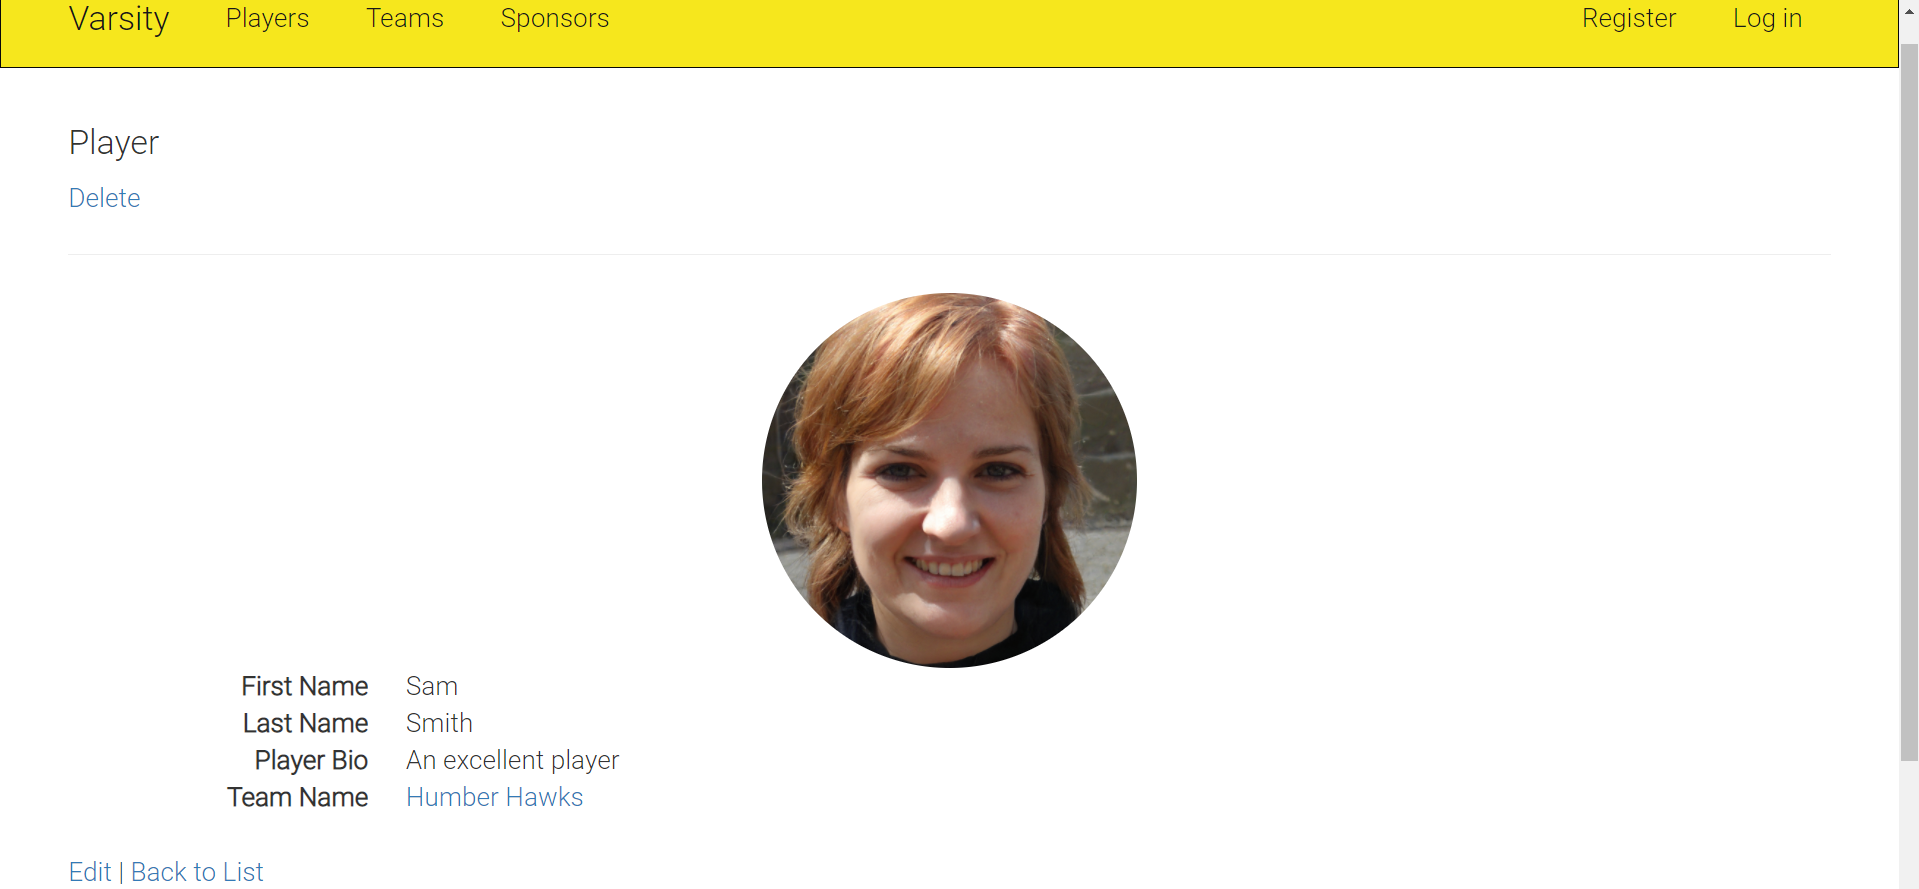 Varsity Players Teams Sponsors Register Log in
Player
Delete
First Name Sam
Last Name Smith
Player Bio An excellent player
Team Name Humber Hawks
Edit | Back to List